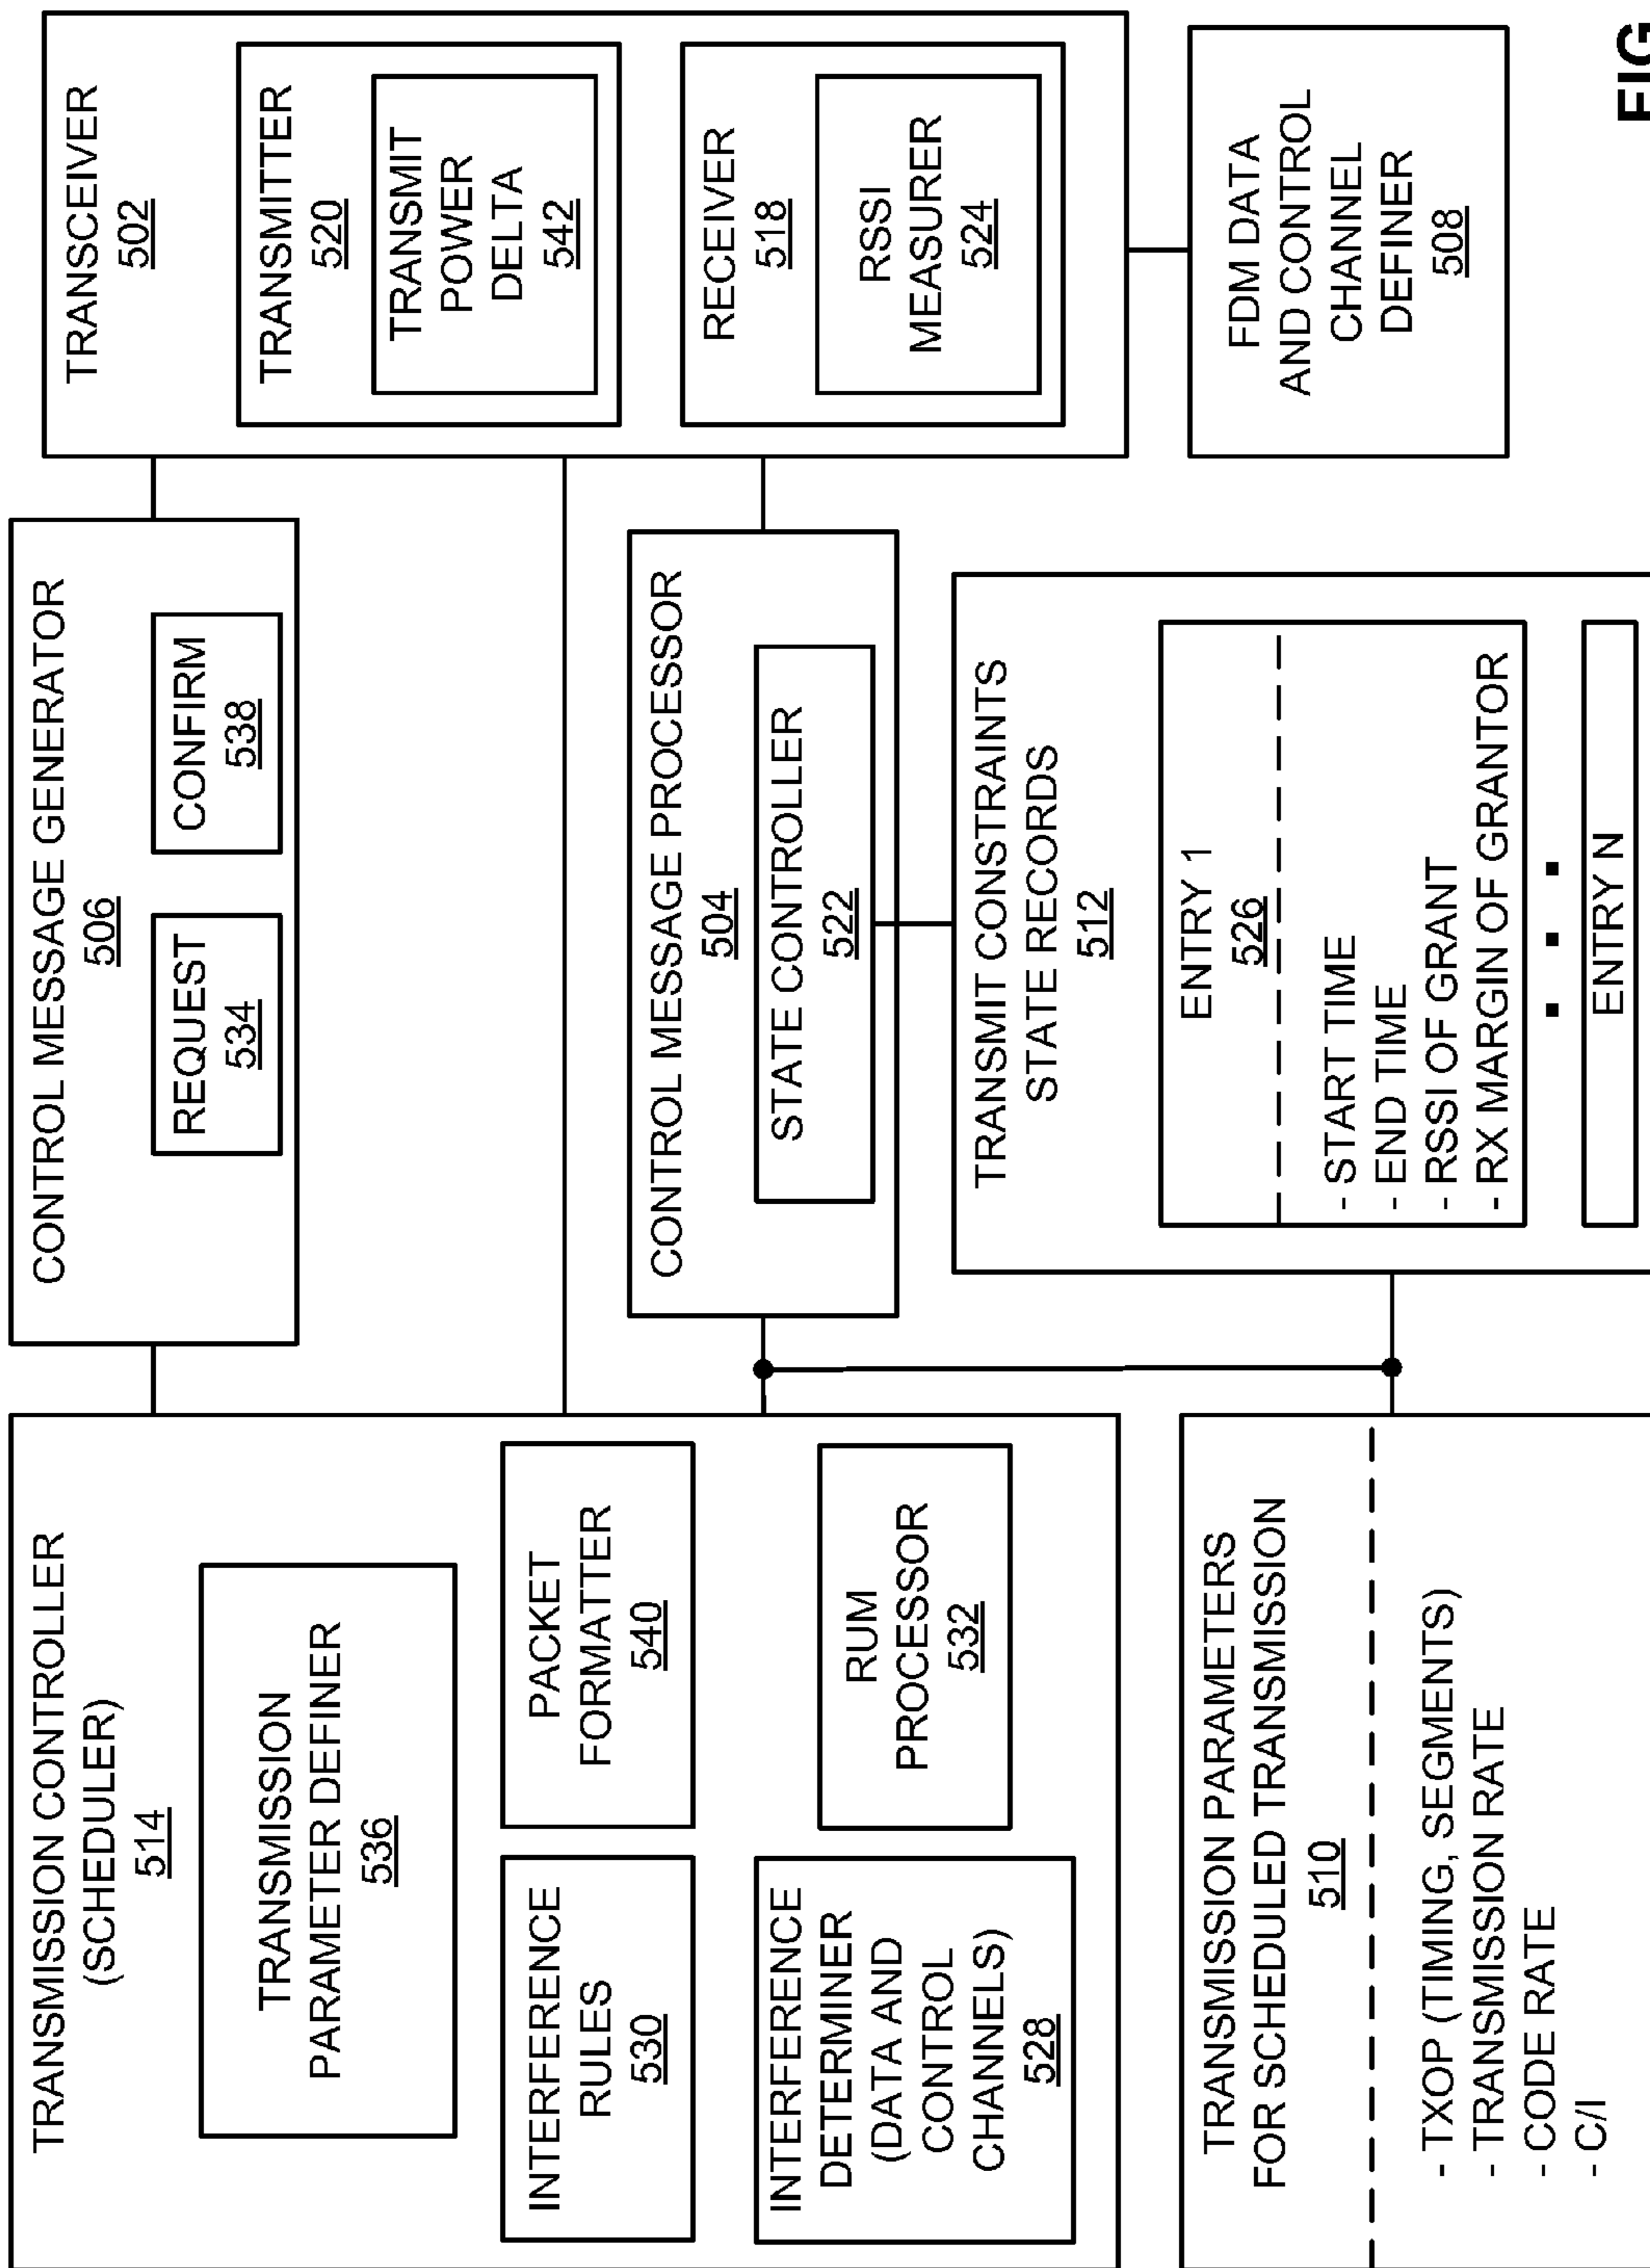 TRANSMISSION CONTROLLER
(SCHEDULER)
514
TRANSMISSION
PARAMETER DEFINER
536
INTERFERENCE
RULES
530
PACKET
FORMATTER
540
INTERFERENCE
DETERMINER
(DATA AND
CONTROL
CHANNELS)
528
RUM
PROCESSOR
532
TRANSMISSION PARAMETERS
FOR SCHEDULED TRANSMISSION
510
- TXOP (TIMING, SEGMENTS)
- TRANSMISSION RATE
- CODE RATE
- C/I
CONTROL MESSAGE GENERATOR
506
REQUEST
534
CONFIRM
538
CONTROL MESSAGE PROCESSOR
504
STATE CONTROLLER
522
TRANSMIT CONSTRAINTS
STATE RECORDS
512
ENTRY 1
526
- START TIME
- END TIME
- RSSI OF GRANT
- RX MARGIN OF GRANTOR
ENTRY N
TRANSCEIVER
502
TRANSMITTER
520
TRANSMIT
POWER
DELTA
542
RECEIVER
518
RSSI
MEASURER
524
FDM DATA
AND CONTROL
CHANNEL
DEFINER
508
FIG